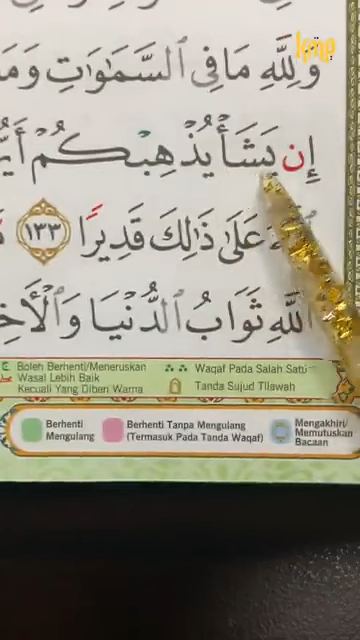 وَلِلَّهِ مَا فِى ٱلسَّمَٰوَٰتِ وَمَ
إِن يَشَأْ يُذْهِبْكُمْ أَيُّ
عَلَىٰ ذَٰلِكَ قَدِيرًا ١٣٣
ٱللَّهِ ثَوَابُ ٱلدُّنْيَا وَٱلْأَخِ
Boleh Berhenti/Meneruskan
Wasal Lebih Baik
Kecuali Yang Diberi Warna
Waqaf Pada Salah Satu
Tanda Sujud Tilawah
Berhenti
Mengulang
Berhenti Tanpa Mengulang
(Termasuk Pada Tanda Waqaf)
Mengakhiri/
Memutuskan
Bacaan